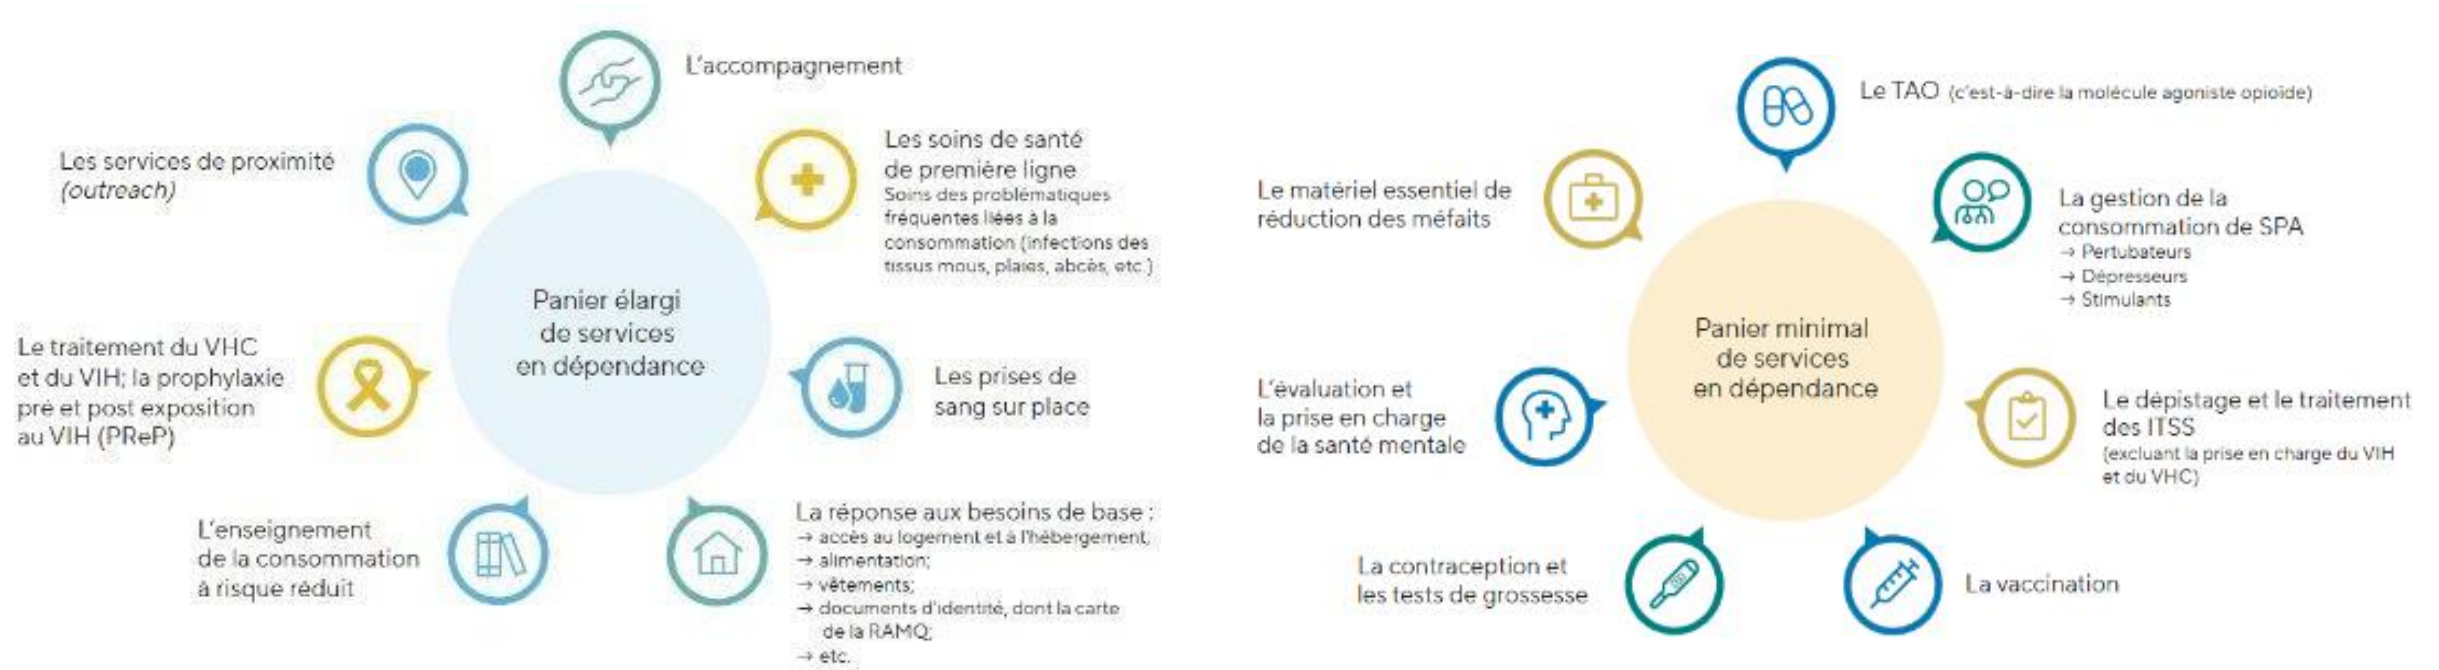 L'accompagnement
Les soins de santé
de première ligne
Soins des problématiques
fréquentes liées à la
consommation (infections des
tissus mous, plaies, abcès, etc.)
Les prises de
sang sur place
La réponse aux besoins de base :
→ accès au logement et à l'hébergement;
→ alimentation;
→ vêtements;
→ documents d'identité, dont la carte
de la RAMQ;
→ etc.
L'enseignement
de la consommation
à risque réduit
Le traitement du VHC
et du VIH; la prophylaxie
pré et post exposition
au VIH (PReP)
Les services de proximité
(outreach)
Panier élargi
de services
en dépendance
Le TAO (c'est-à-dire la molécule agoniste opioïde)
La gestion de la
consommation de SPA
→ Pertubateurs
→ Dépresseurs
→ Stimulants
Le dépistage et le traitement
des ITSS
(excluant la prise en charge du VIH
et du VHC)
La vaccination
La contraception et
les tests de grossesse
L'évaluation et
la prise en charge
de la santé mentale
Le matériel essentiel de
réduction des méfaits
Panier minimal
de services
en dépendance